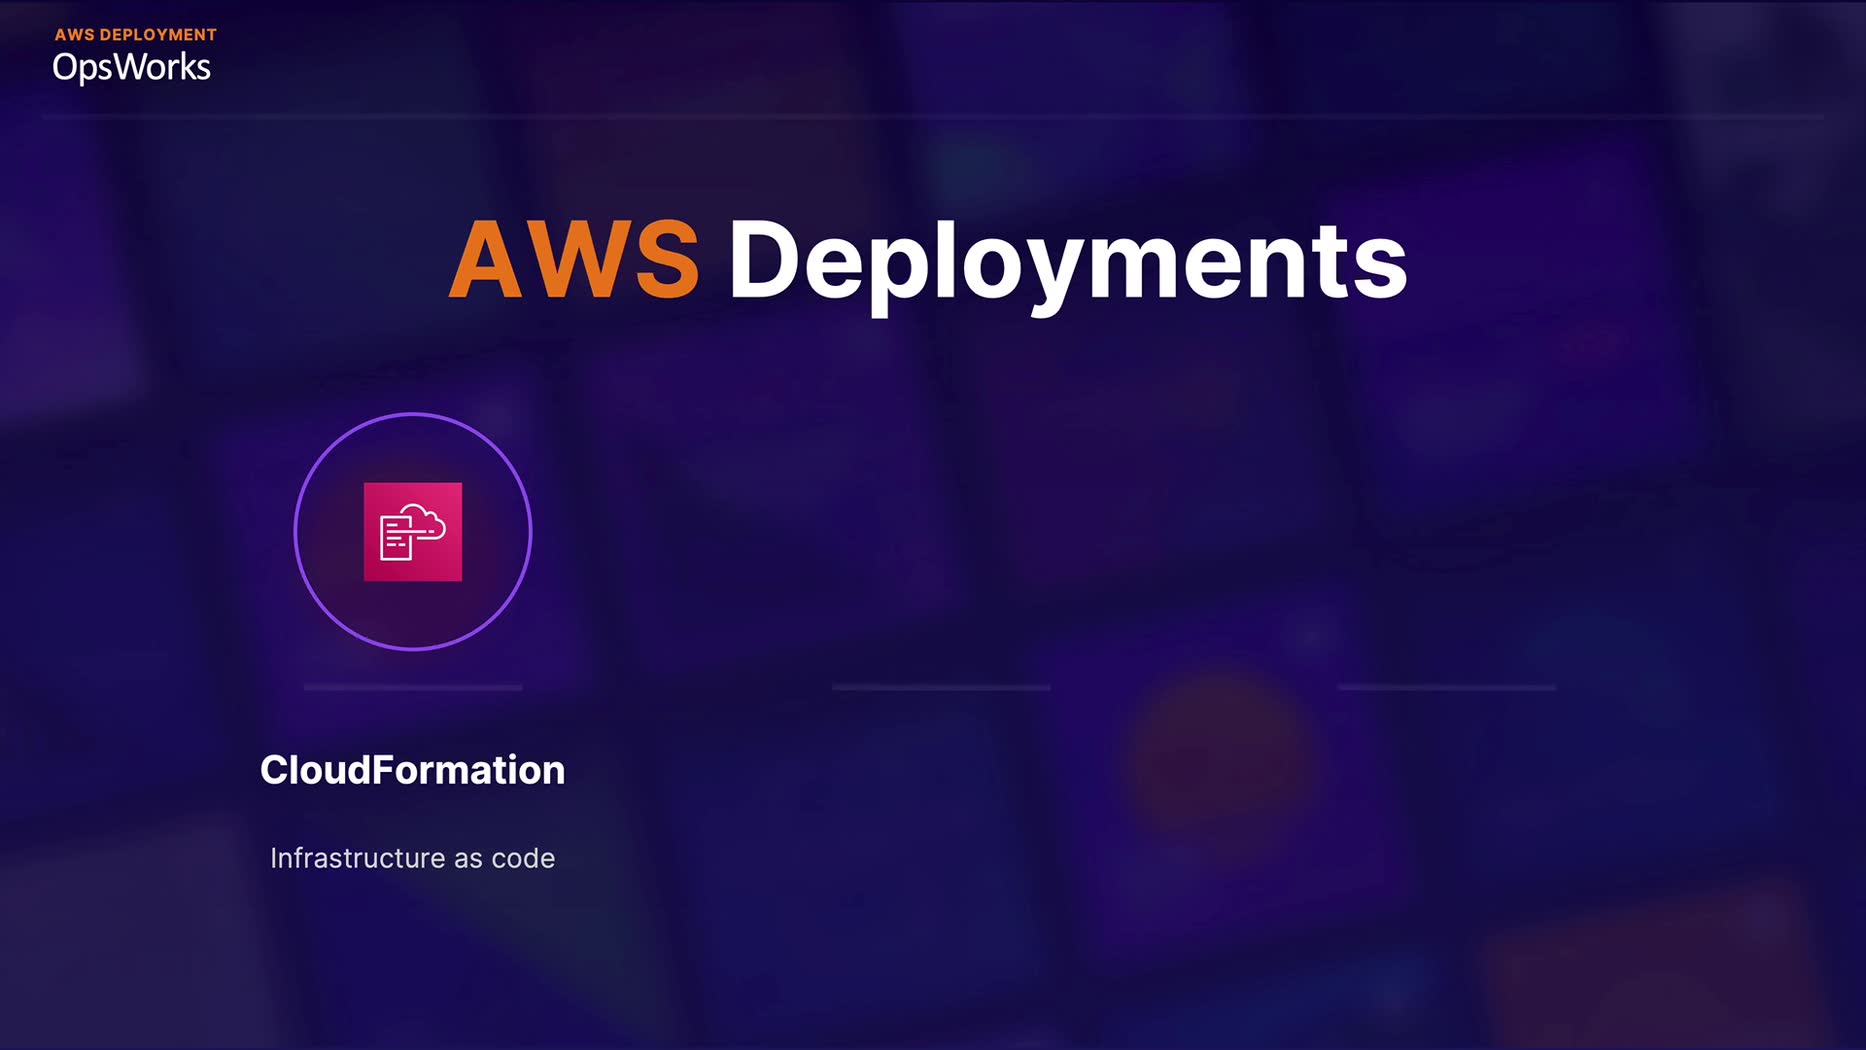 AWS DEPLOYMENT
OpsWorks
AWS Deployments
CloudFormation
Infrastructure as code